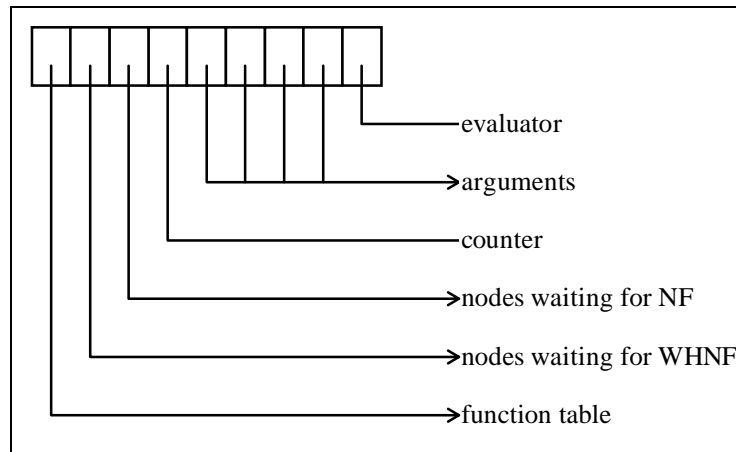 evaluator
arguments
counter
nodes waiting for NF
nodes waiting for WHNF
function table